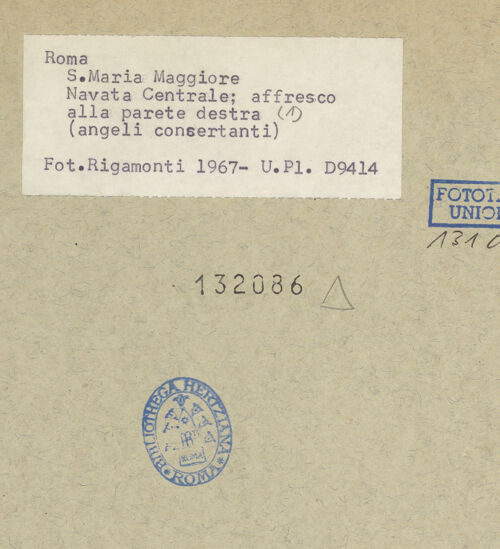 Roma
S.Maria Maggiore
Navata Centrale; affresco
alla parete destra (1)
(angeli consertanti)
Fot.Rigamonti 1967- U.Pl. D9414
UNIO
131
132086
BIBLIOTHECA HERTZIANA * ROMA *
ROMA